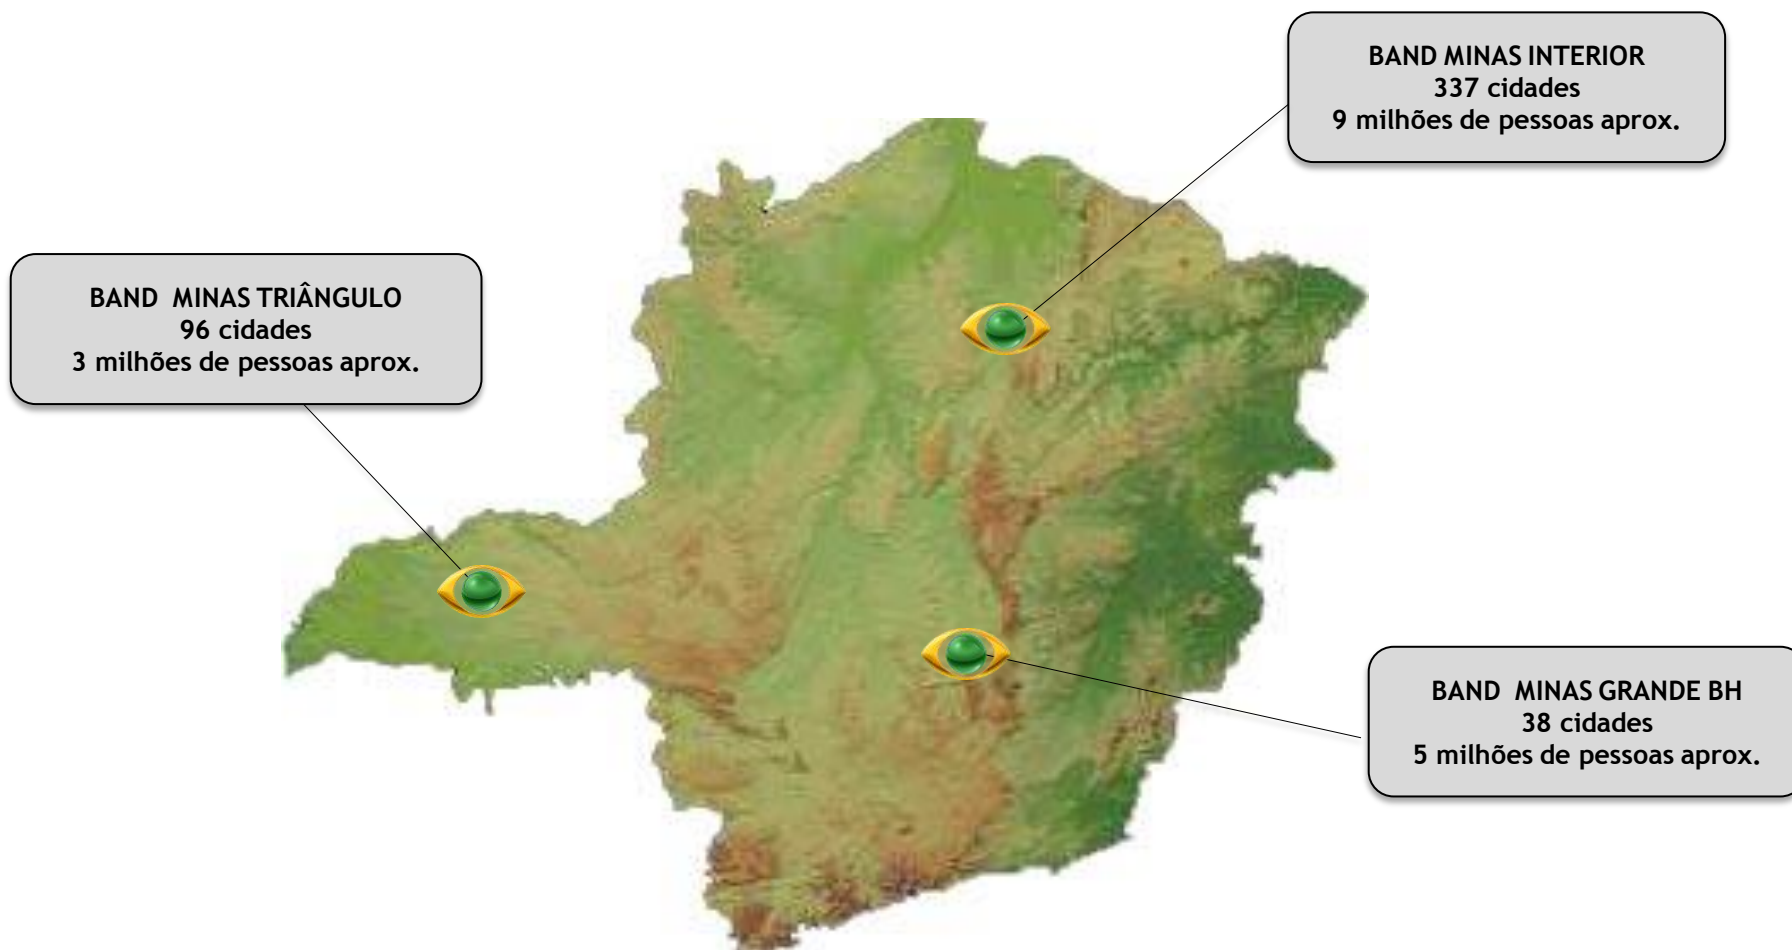 BAND MINAS INTERIOR
337 cidades
9 milhões de pessoas aprox.
BAND  MINAS TRIÂNGULO
96 cidades
3 milhões de pessoas aprox.
BAND  MINAS GRANDE BH
38 cidades
5 milhões de pessoas aprox.